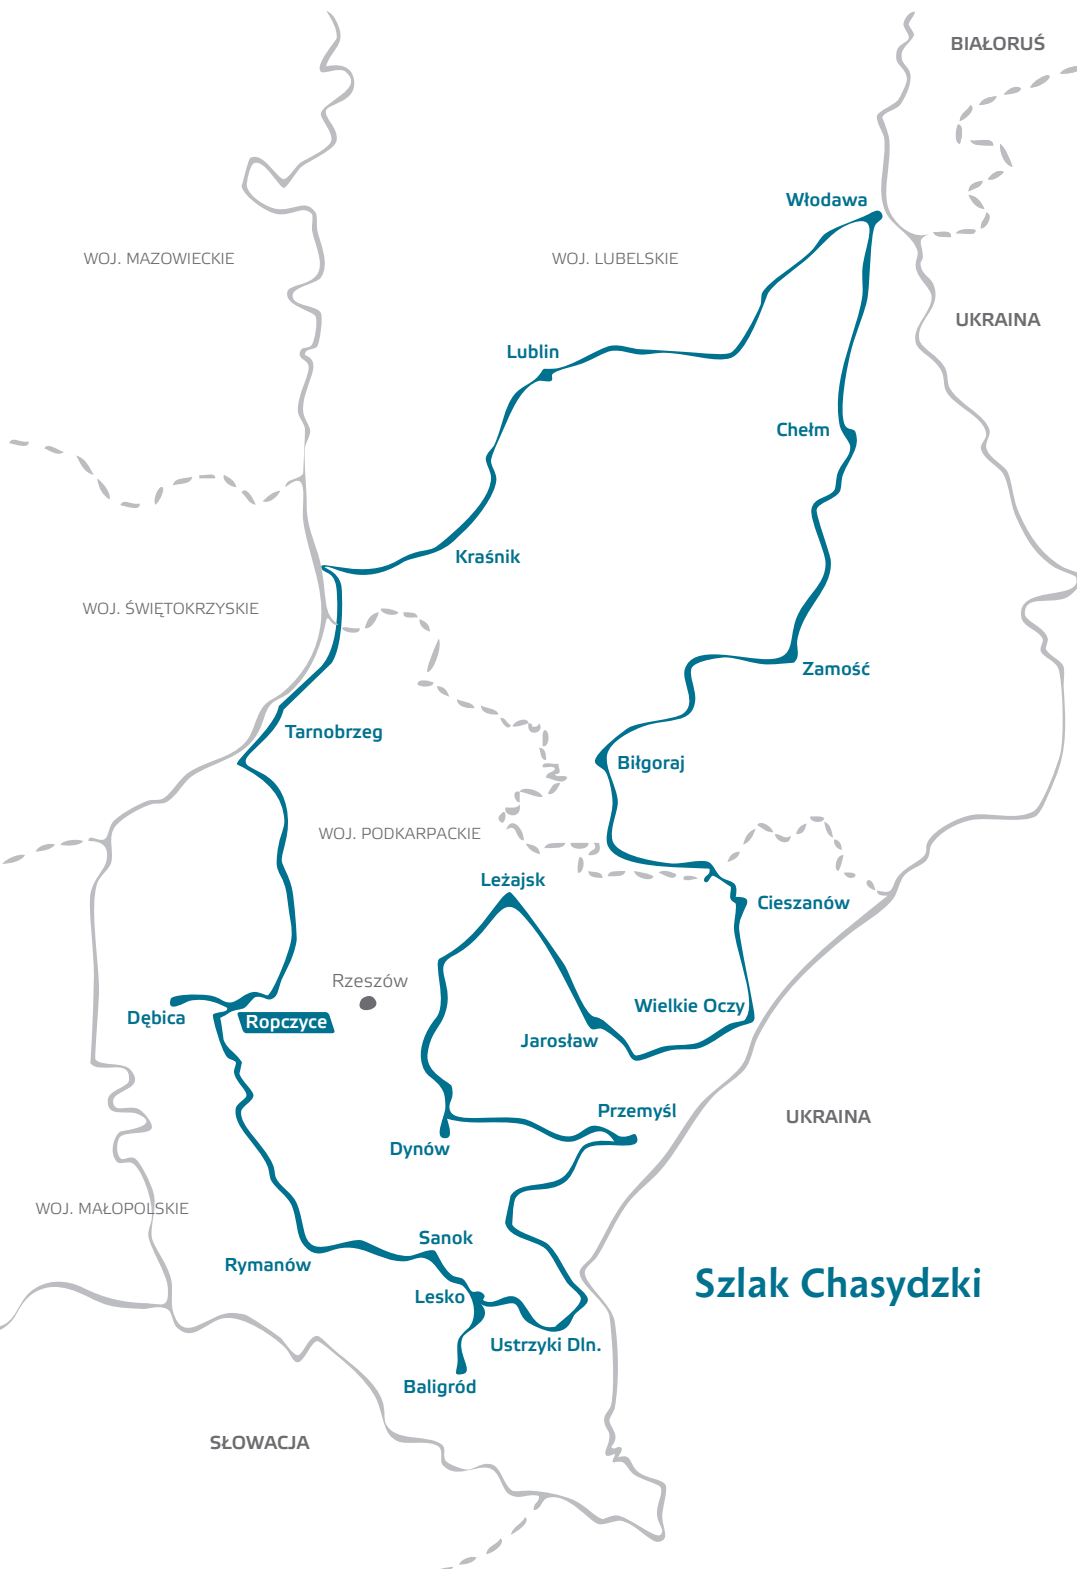 BIAŁORUŚ
Włodawa
WOJ. MAZOWIECKIE
WOJ. LUBELSKIE
UKRAINA
Lublin
Chełm
Kraśnik
WOJ. ŚWIĘTOKRZYSKIE
Zamość
Tarnobrzeg
Biłgoraj
WOJ. PODKARPACKIE
Leżajsk
Cieszanów
Rzeszów
Wielkie Oczy
Dębica
Ropczyce
Jarosław
Przemyśl
UKRAINA
Dynów
WOJ. MAŁOPOLSKIE
Sanok
Rymanów
Szlak Chasydzki
Lesko
Ustrzyki Dln.
Baligród
SŁOWACJA